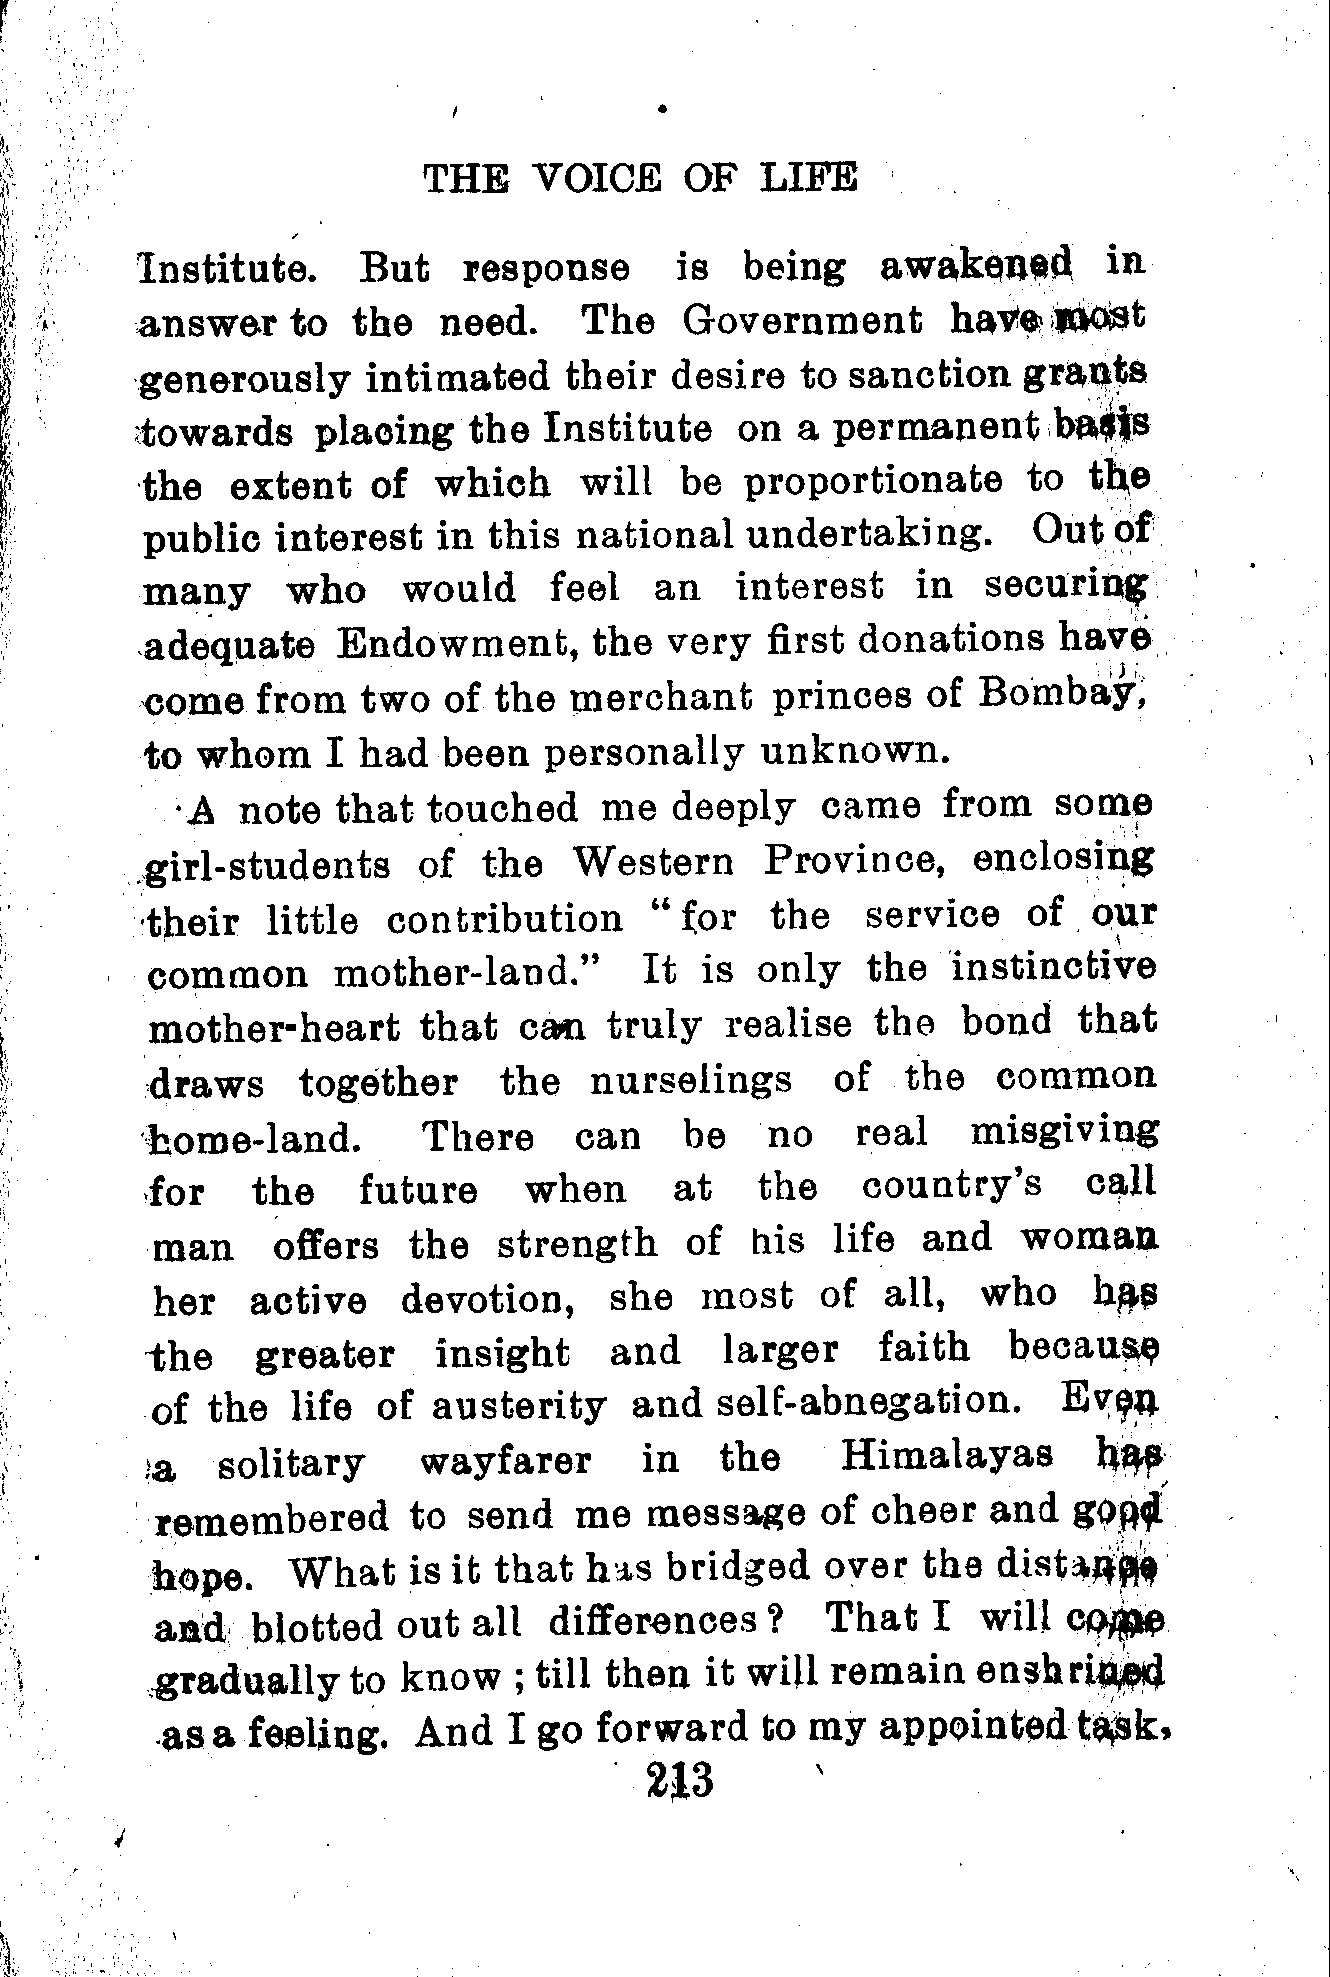 THE VOICE OF LIFE
Institute. But response is being awakened in
answer to the need. The Government have most
generously intimated their desire to sanction grants
towards placing the Institute on a permanent basis
the extent of which will be proportionate to the
public interest in this national undertaking. Out of
many who would feel an interest in securing
adequate Endowment, the very first donations have
come from two of the merchant princes of Bombay,
to whom I had been personally unknown.
A note that touched me deeply came from some
girl-students of the Western Province, enclosing
their little contribution “for the service of our
common mother-land.” It is only the instinctive
mother-heart that can truly realise the bond that
draws together the nurselings of the common
home-land. There can be no real misgiving
for the future when at the country's call
man offers the strength of his life and woman
her active devotion, she most of all, who has
the greater insight and larger faith because
of the life of austerity and self-abnegation. Even
a solitary wayfarer in the Himalayas has
remembered to send me message of cheer and good
hope. What is it that has bridged over the distance
and blotted out all differences? That I will come
gradually to know ; till then it will remain enshrined
as a feeling. And I go forward to my appointed task,
213